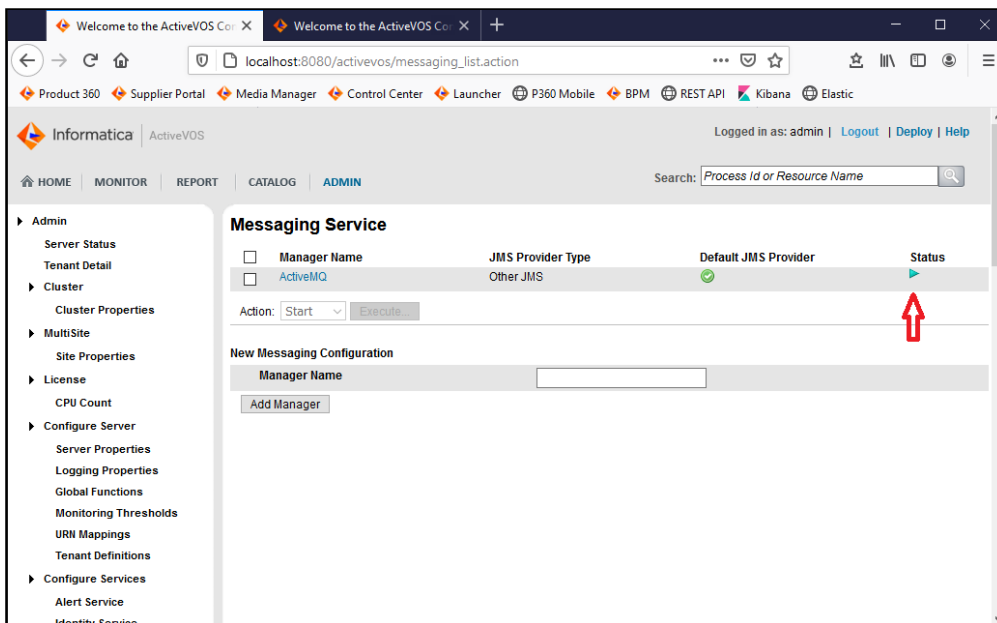 Welcome to the ActiveVOS Cor
Welcome to the ActiveVOS Cor
localhost:8080/activevos/messaging_list.action
Product 360 Supplier Portal Media Manager Control Center Launcher P360 Mobile BPM REST API Kibana Elastic
Informatica ActiveVOS
Logged in as: admin | Logout | Deploy | Help
HOME MONITOR REPORT CATALOG ADMIN
Search: Process Id or Resource Name
Admin
Server Status
Tenant Detail
Cluster
Cluster Properties
MultiSite
Site Properties
License
CPU Count
Configure Server
Server Properties
Logging Properties
Global Functions
Monitoring Thresholds
URN Mappings
Tenant Definitions
Configure Services
Alert Service
Identity Service
Messaging Service
Manager Name JMS Provider Type Default JMS Provider Status
ActiveMQ Other JMS
Action: Start Execute...
New Messaging Configuration
Manager Name
Add Manager